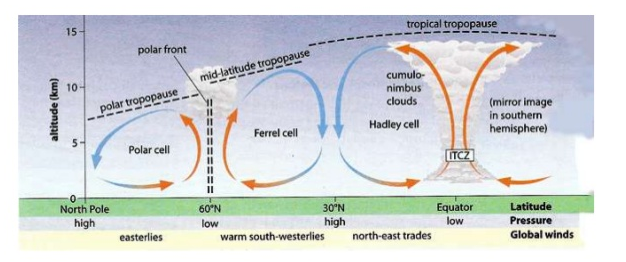 tropical tropopause
15
polar front
mid-latitude tropopause
cumulo-
nimbus
clouds
10
polar tropopause
(mirror image
in southern
hemisphere)
altitude (km)
Ferrel cell
Hadley cell
Polar cell
5
ITCZ
0
North Pole 60°N 30°N Equator Latitude
high low high low Pressure
easterlies warm south-westerlies north-east trades Global winds